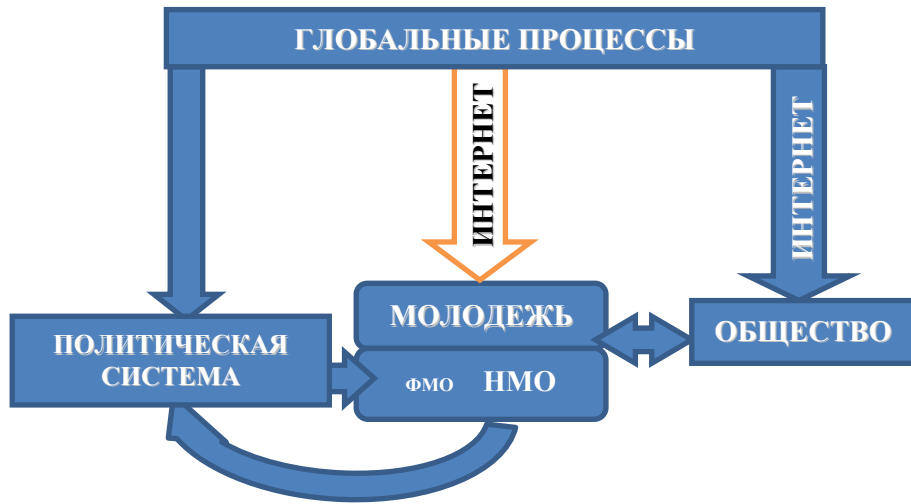 ГЛОБАЛЬНЫЕ ПРОЦЕССЫ
ИНТЕРНЕТ
ИНТЕРНЕТ
МОЛОДЕЖЬ
ОБЩЕСТВО
ПОЛИТИЧЕСКАЯ
СИСТЕМА
ФМО НМО